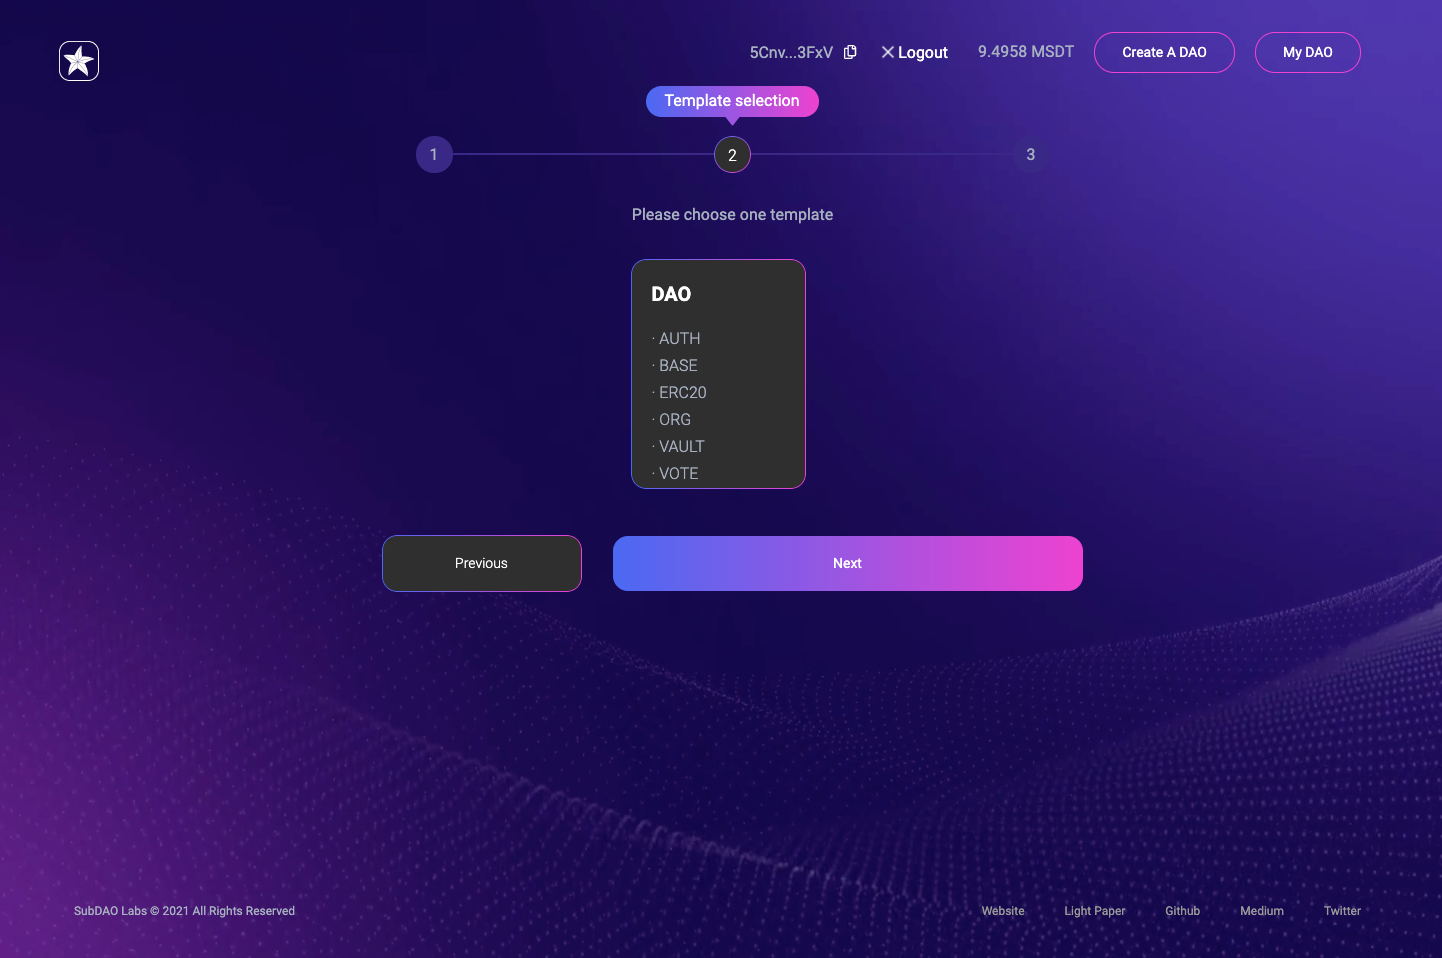 5Cnv...3FxV Logout 9.4958 MSDT Create A DAO My DAO
Template selection
1 2 3
Please choose one template
DAO
· AUTH
· BASE
· ERC20
· ORG
· VAULT
· VOTE
Previous Next
SubDAO Labs © 2021 All Rights Reserved Website Light Paper Github Medium Twitter